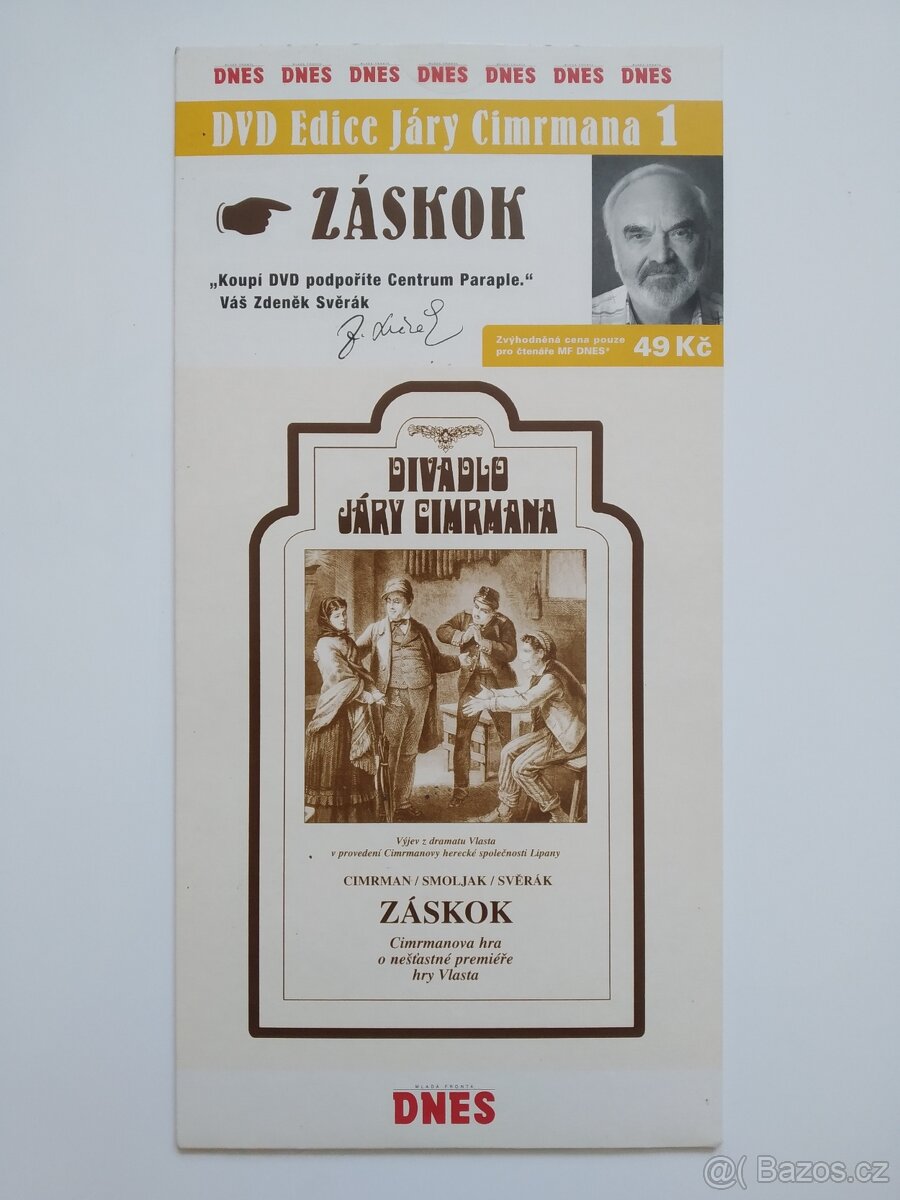 DNES DNES DNES DNES DNES DNES DNES
DVD Edice Járy Cimrmana 1
ZÁSKOK
„Koupí DVD podpoříte Centrum Paraple.“
Váš Zdeněk Svěrák
Zvýhodněná cena pouze
pro čtenáře MF DNES*
49 Kč
DIVADLO
JÁRY CIMRMANA
Výjev z dramatu Vlasta
v provedení Cimrmanovy herecké společnosti Lipany
CIMRMAN / SMOLJAK / SVĚRÁK
ZÁSKOK
Cimrmanova hra
o nešťastné premiéře
hry Vlasta
MLADÁ FRONTA
DNES
@( Bazos.cz